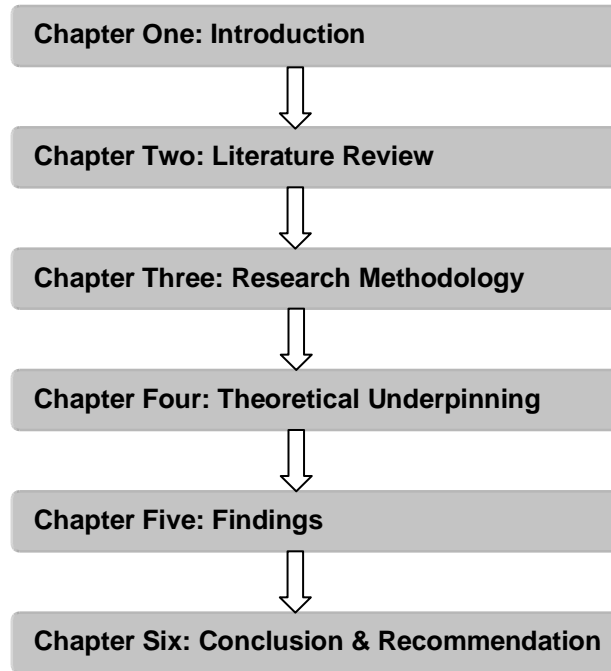 Chapter One: Introduction
Chapter Two: Literature Review
Chapter Three: Research Methodology
Chapter Four: Theoretical Underpinning
Chapter Five: Findings
Chapter Six: Conclusion & Recommendation